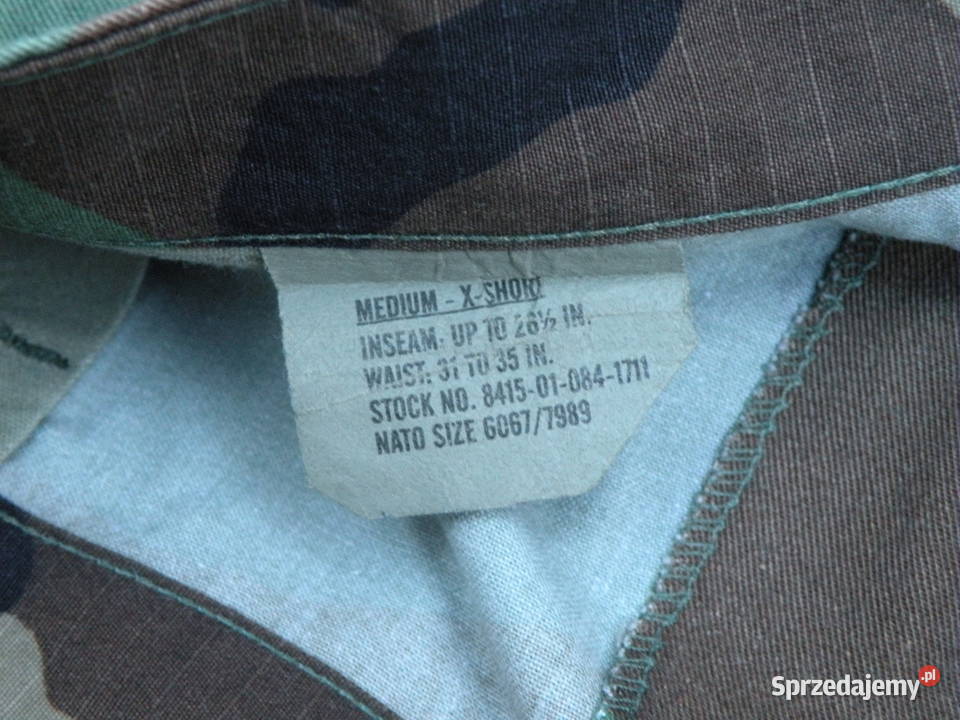 MEDIUM - X-SHORT
INSEAM: UP TO 26½ IN.
WAIST: 31 TO 35 IN.
STOCK NO. 8415-01-084-1711
NATO SIZE 6067/7989
Sprzedajemy.pl